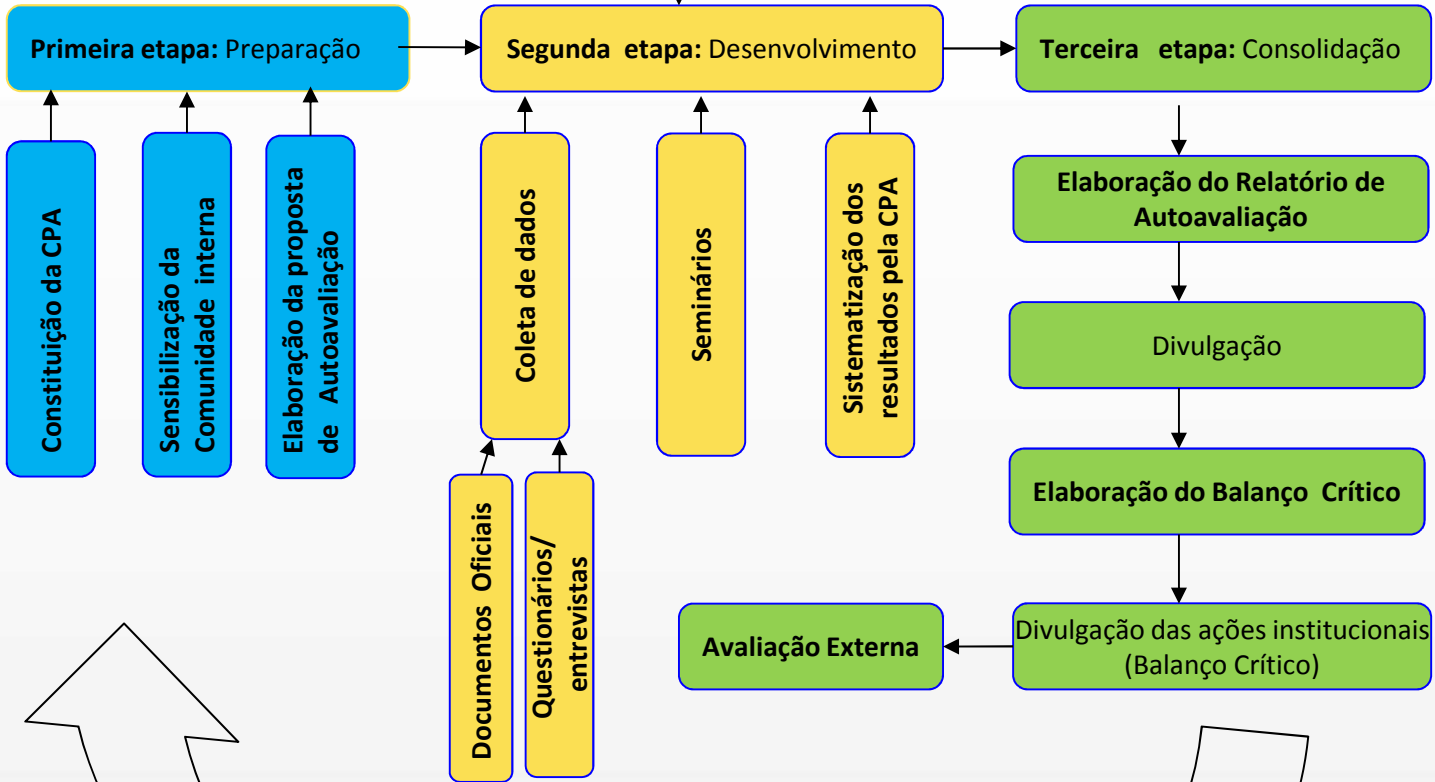 Primeira etapa: Preparação
Segunda etapa: Desenvolvimento
Terceira etapa: Consolidação
Constituição da CPA
Sensibilização da
Comunidade interna
Elaboração da proposta
de Autoavaliação
Coleta de dados
Seminários
Sistematização dos
resultados pela CPA
Documentos Oficiais
Questionários/
entrevistas
Elaboração do Relatório de
Autoavaliação
Divulgação
Elaboração do Balanço Crítico
Divulgação das ações institucionais
(Balanço Crítico)
Avaliação Externa